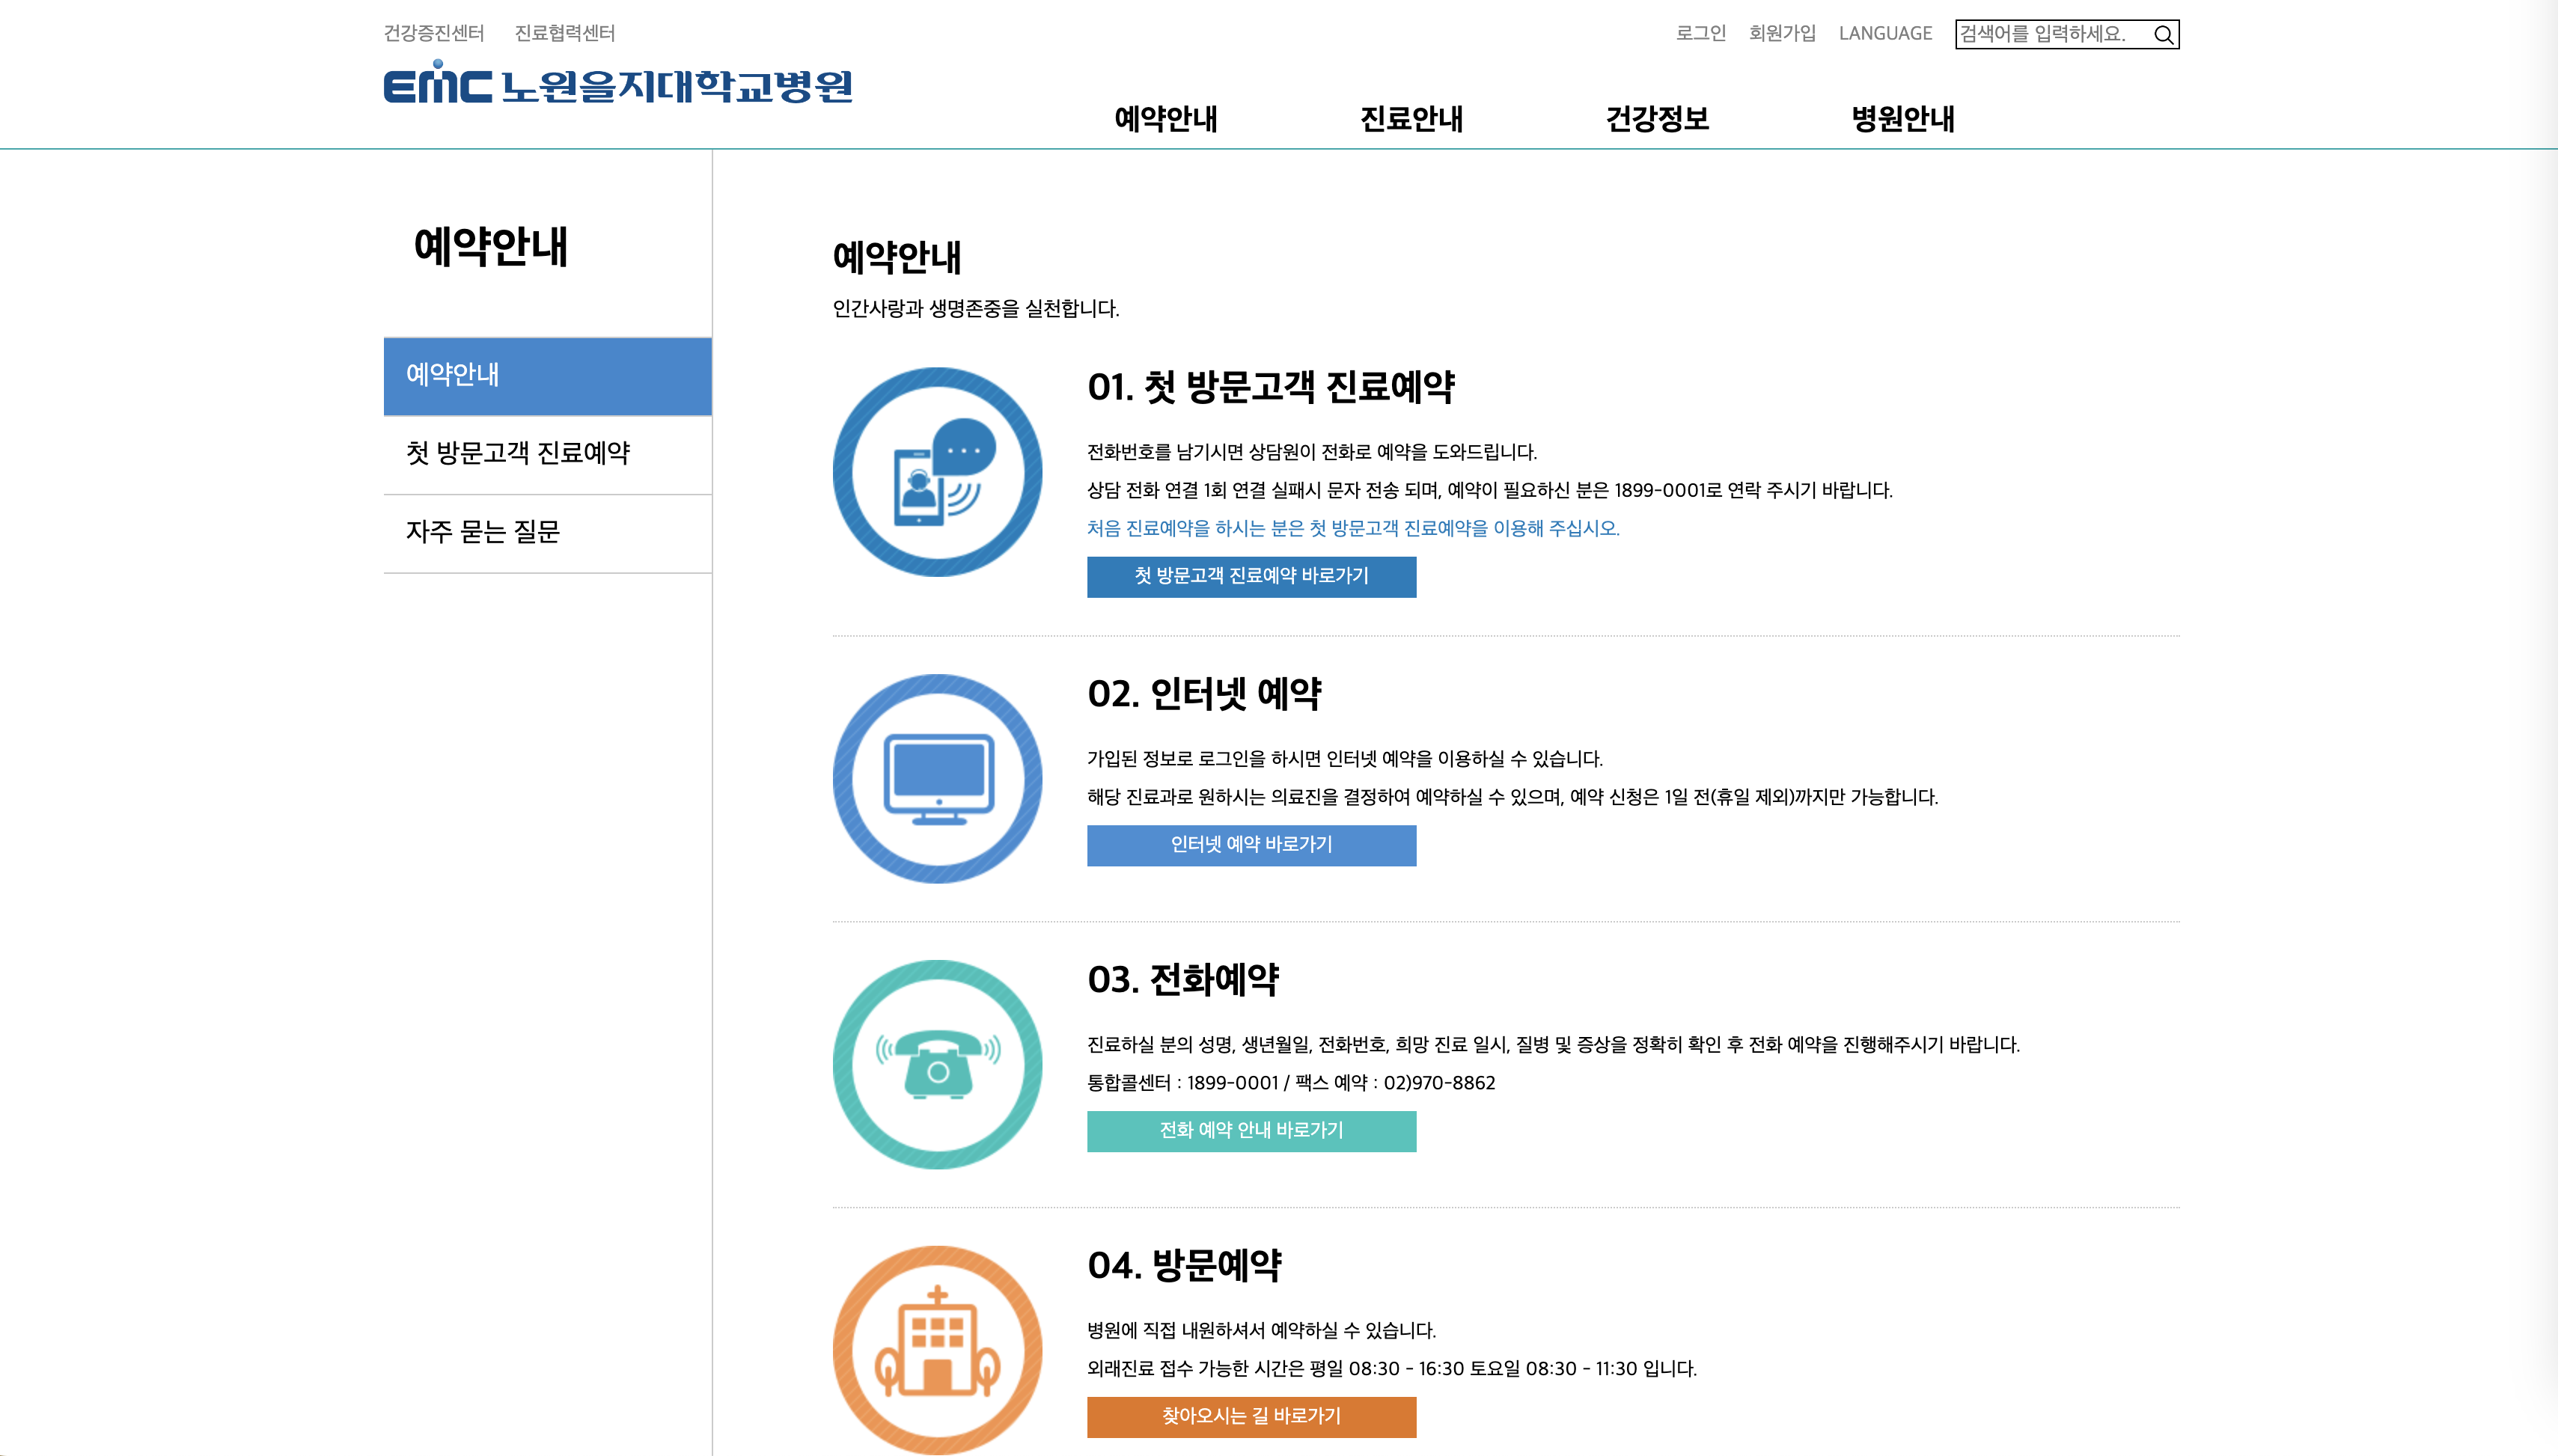 건강증진센터 진료협력센터
로그인 회원가입 LANGUAGE 검색어를 입력하세요.
EMC 노원을지대학교병원
예약안내 진료안내 건강정보 병원안내
예약안내
예약안내
첫 방문고객 진료예약
자주 묻는 질문
예약안내
인간사랑과 생명존중을 실천합니다.
01. 첫 방문고객 진료예약
전화번호를 남기시면 상담원이 전화로 예약을 도와드립니다.
상담 전화 연결 1회 연결 실패시 문자 전송 되며, 예약이 필요하신 분은 1899-0001로 연락 주시기 바랍니다.
처음 진료예약을 하시는 분은 첫 방문고객 진료예약을 이용해 주십시오.
첫 방문고객 진료예약 바로가기
02. 인터넷 예약
가입된 정보로 로그인을 하시면 인터넷 예약을 이용하실 수 있습니다.
해당 진료과로 원하시는 의료진을 결정하여 예약하실 수 있으며, 예약 신청은 1일 전(휴일 제외)까지만 가능합니다.
인터넷 예약 바로가기
03. 전화예약
진료하실 분의 성명, 생년월일, 전화번호, 희망 진료 일시, 질병 및 증상을 정확히 확인 후 전화 예약을 진행해주시기 바랍니다.
통합콜센터 : 1899-0001 / 팩스 예약 : 02)970-8862
전화 예약 안내 바로가기
04. 방문예약
병원에 직접 내원하셔서 예약하실 수 있습니다.
외래진료 접수 가능한 시간은 평일 08:30 - 16:30 토요일 08:30 - 11:30 입니다.
찾아오시는 길 바로가기